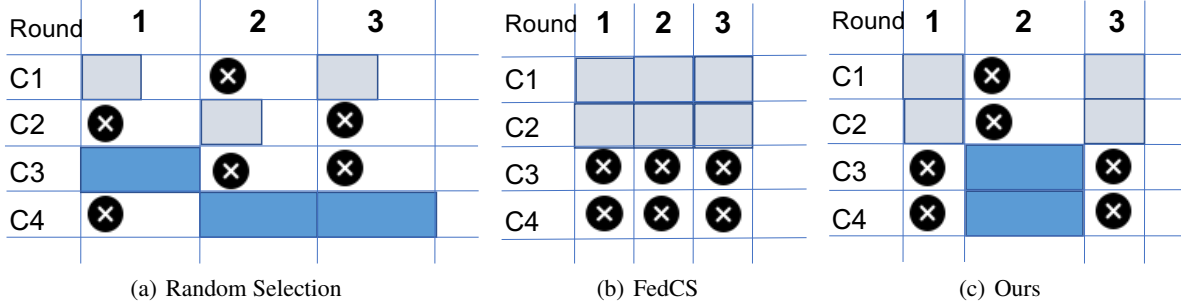 Round 1 2 3
C1
C2
C3
C4
(a) Random Selection
Round 1 2 3
C1
C2
C3
C4
(b) FedCS
Round 1 2 3
C1
C2
C3
C4
(c) Ours